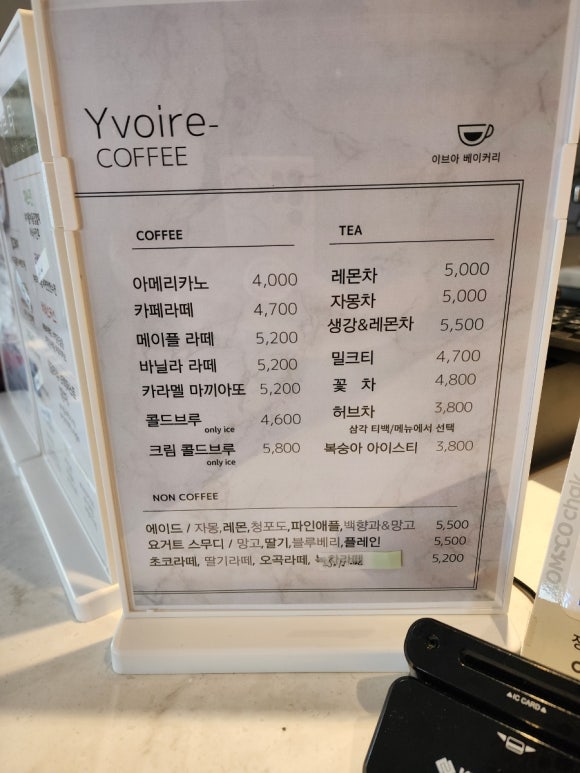 Yvoire-
COFFEE
이브아 베이커리
COFFEE
아메리카노 4,000
카페라떼 4,700
메이플 라떼 5,200
바닐라 라떼 5,200
카라멜 마끼아또 5,200
콜드브루 4,600
only ice
크림 콜드브루 5,800
only ice
TEA
레몬차 5,000
자몽차 5,000
생강&레몬차 5,500
밀크티 4,700
꽃 차 4,800
허브차 3,800
삼각 티백/메뉴에서 선택
복숭아 아이스티 3,800
NON COFFEE
에이드 / 자몽,레몬,청포도,파인애플,백향과&망고 5,500
요거트 스무디 / 망고,딸기,블루베리,플레인 5,500
초코라떼, 딸기라떼, 오곡라떼, 5,200
IC CARD